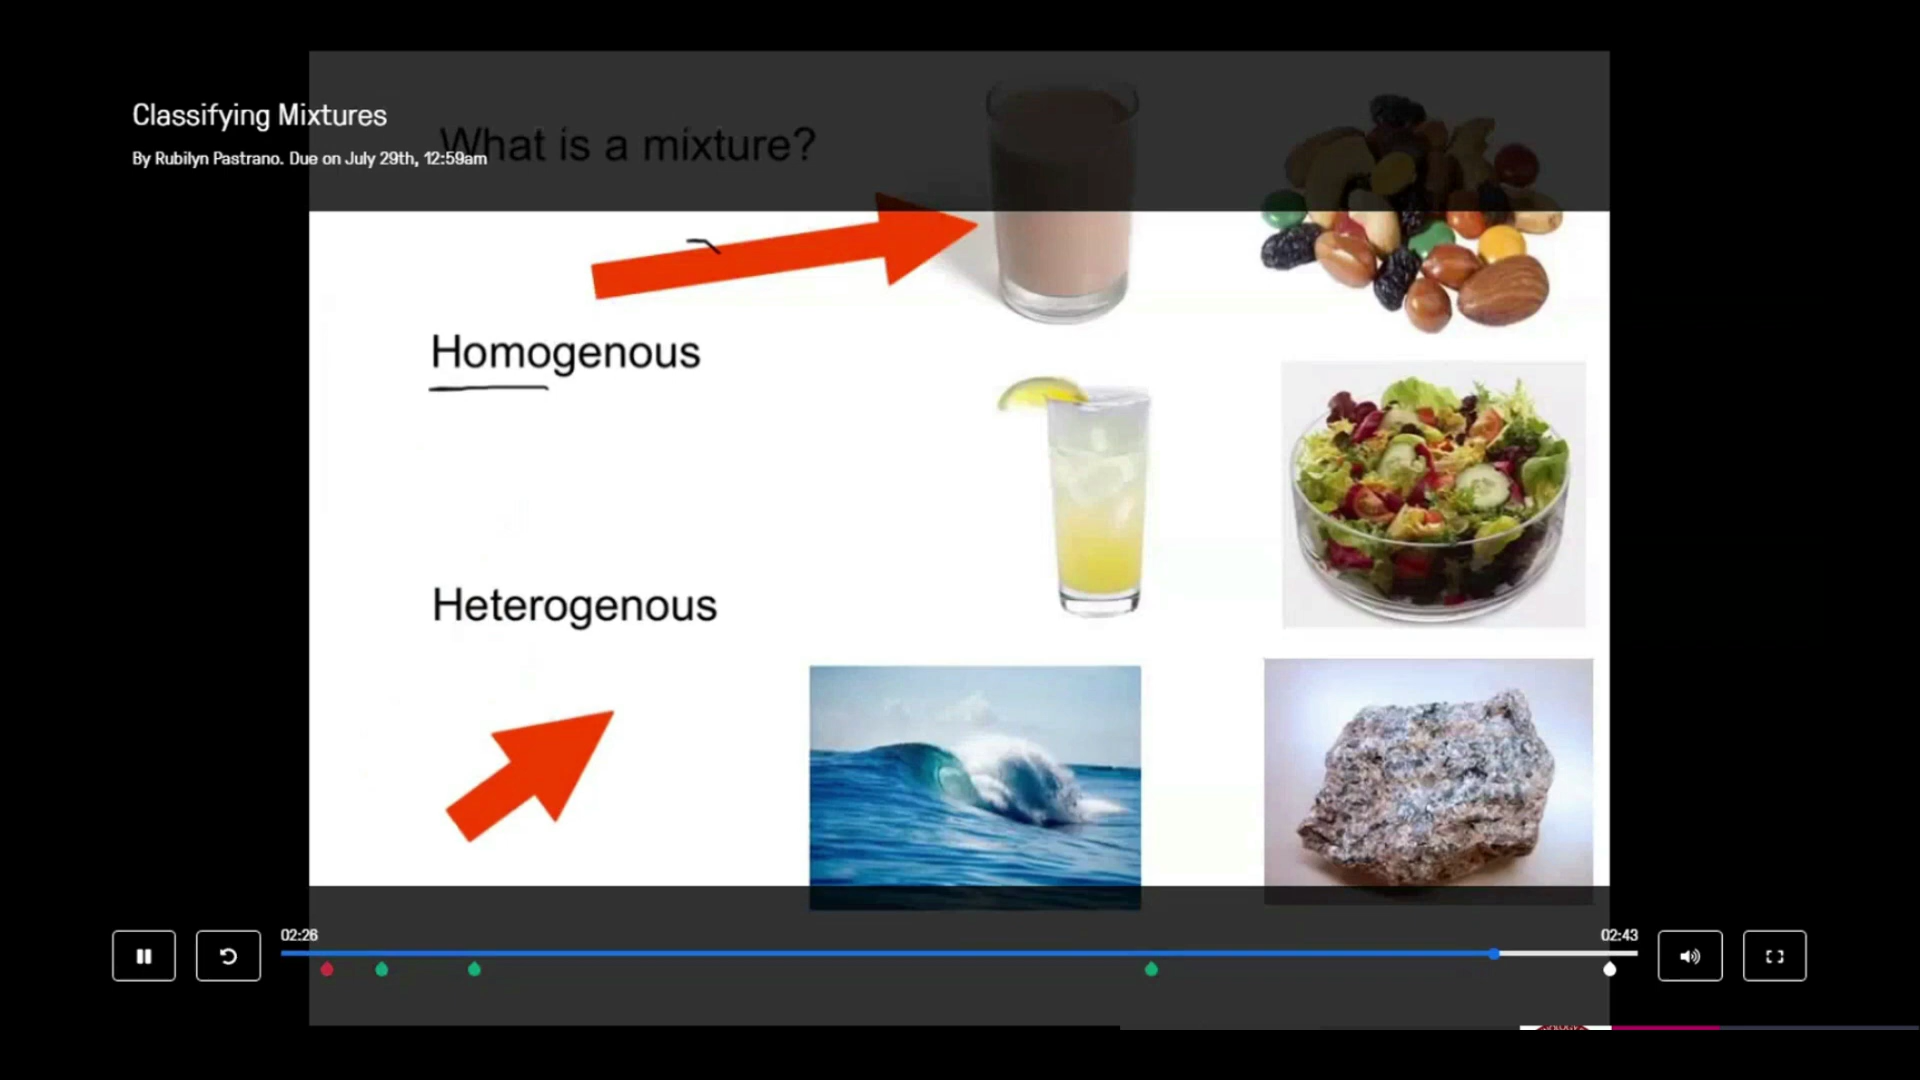 Classifying Mixtures
What is a mixture?
By Rubilyn Pastrano. Due on July 29th, 12:59am
Homogenous
Heterogenous
02:26
02:43